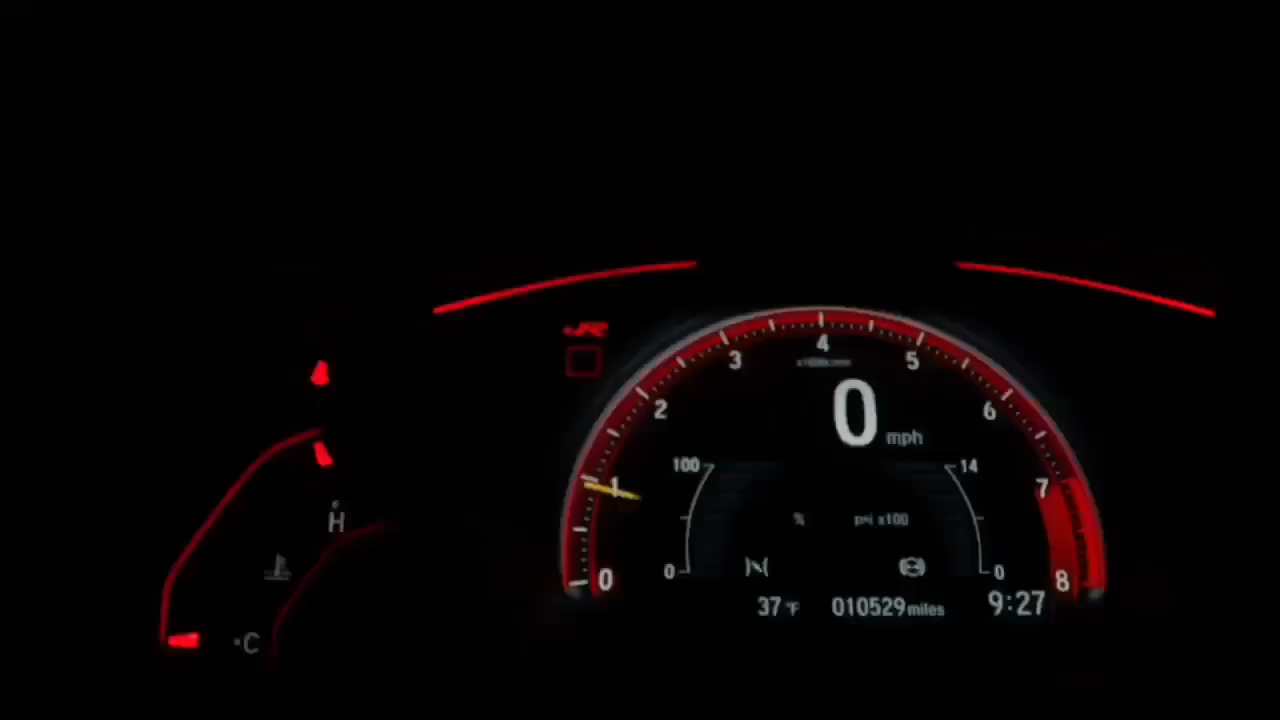 4
3 5
0 mph
2 6
100 14
1 7
% psi x100
H
0 0
0 8
37 °F 010529 miles 9:27
C